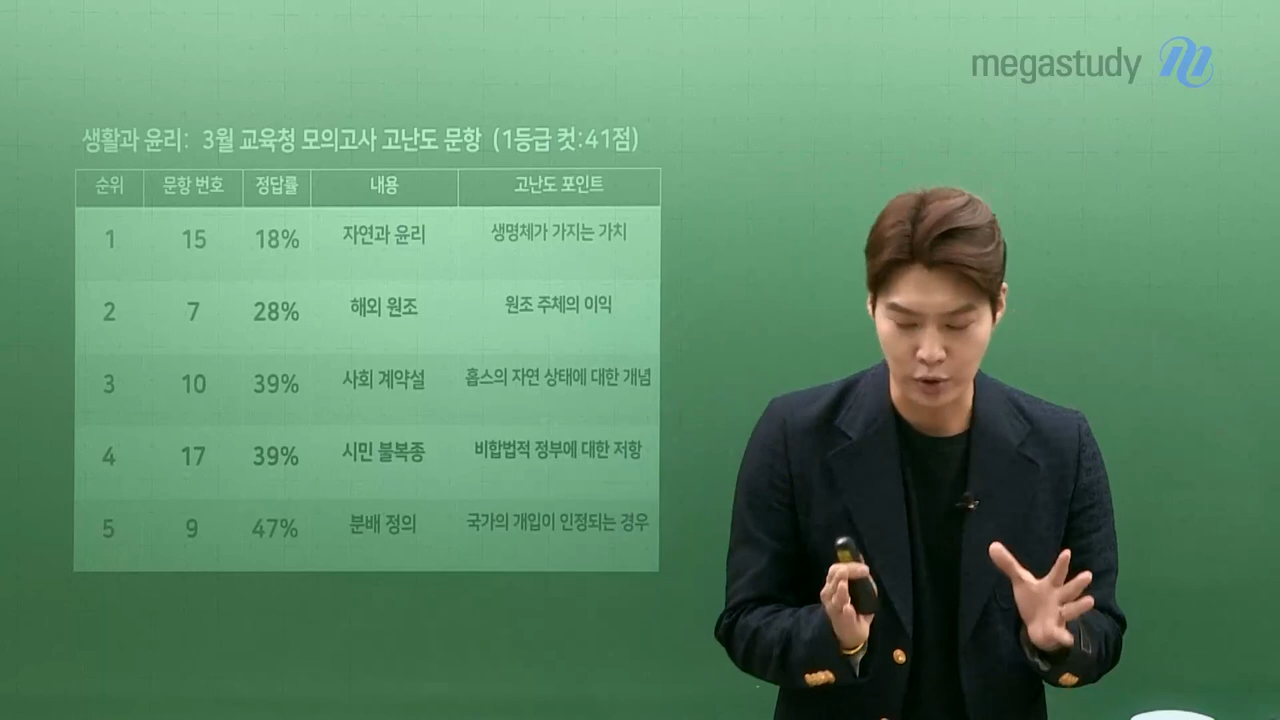 megastudy
생활과 윤리: 3월 교육청 모의고사 고난도 문항 (1등급 컷:41점)
순위 문항 번호 정답률 내용 고난도 포인트
1 15 18% 자연과 윤리 생명체가 가지는 가치
2 7 28% 해외 원조 원조 주체의 이익
3 10 39% 사회 계약설 홉스의 자연 상태에 대한 개념
4 17 39% 시민 불복종 비합법적 정부에 대한 저항
5 9 47% 분배 정의 국가의 개입이 인정되는 경우